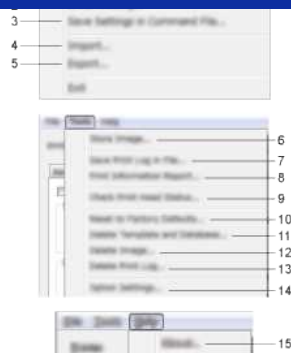 3 Save Settings in Command File...
4 Import...
5 Export...
Exit
File Tools Help
Store Image... 6
Save Print Log in File... 7
Print Information Report... 8
Check Print Head Status... 9
Reset to Factory Defaults... 10
Delete Template and Database... 11
Delete Image... 12
Delete Print Log... 13
Option Settings... 14
File Tools Help
About... 15